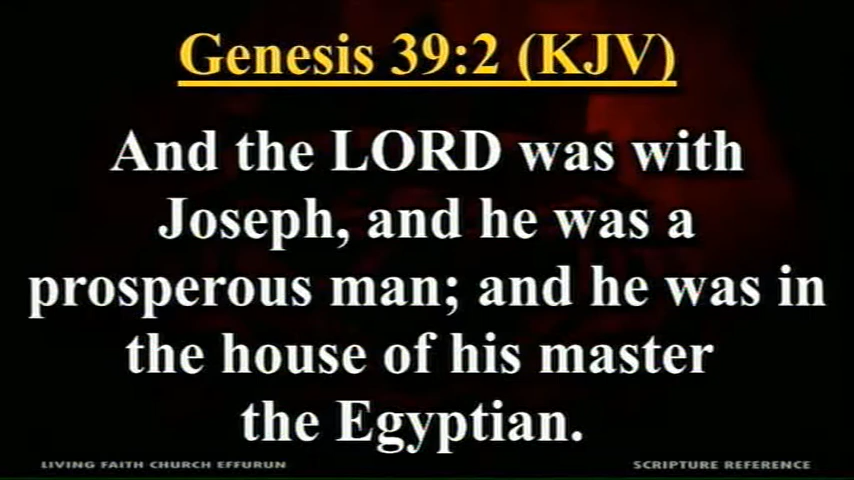 Genesis 39:2 (KJV)
And the LORD was with
Joseph, and he was a
prosperous man; and he was in
the house of his master
the Egyptian.
LIVING FAITH CHURCH EFFURUN
SCRIPTURE REFERENCE